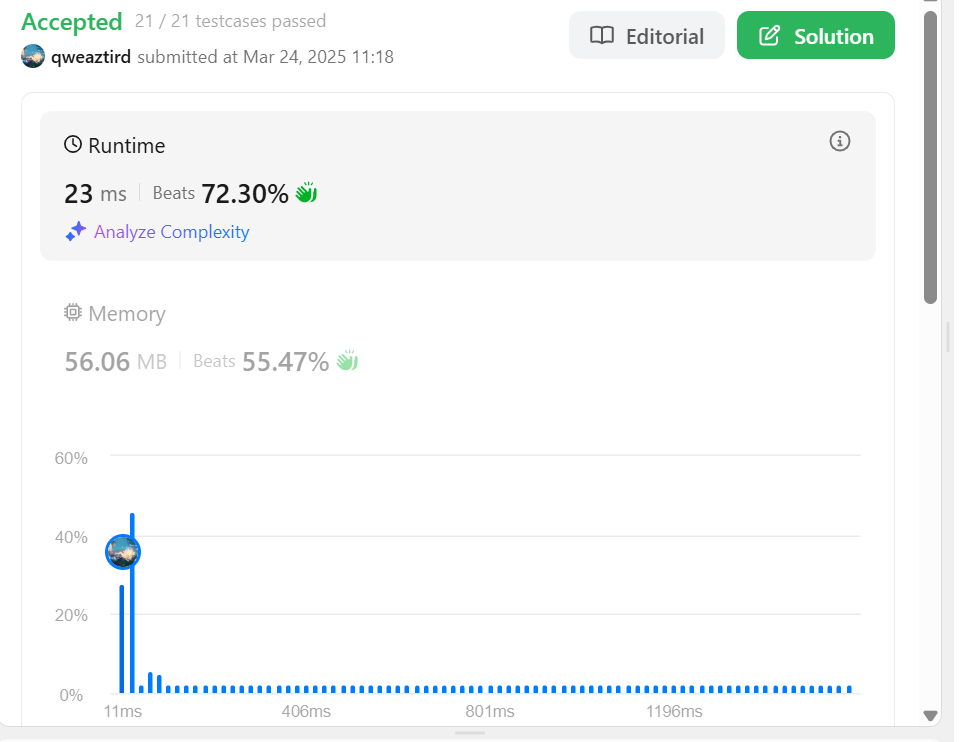 Accepted 21 / 21 testcases passed
Editorial
Solution
qweaztird submitted at Mar 24, 2025 11:18
Runtime
23 ms Beats 72.30%
Analyze Complexity
Memory
56.06 MB Beats 55.47%
60%
40%
20%
0%
11ms 406ms 801ms 1196ms